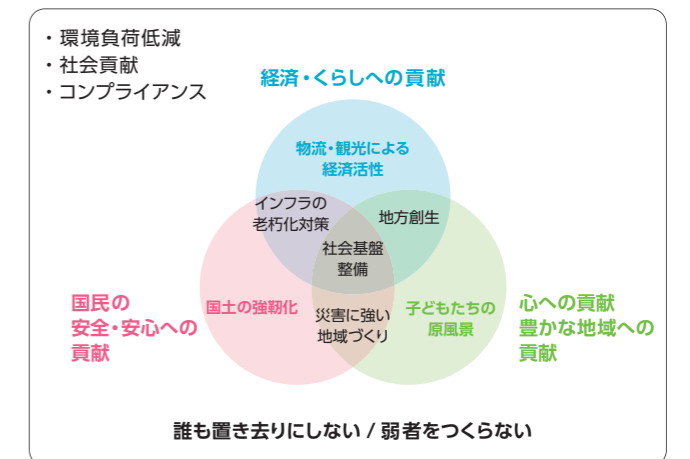 ・環境負荷低減
・社会貢献
・コンプライアンス
経済・くらしへの貢献
物流・観光による
経済活性
インフラの
老朽化対策
地方創生
社会基盤
整備
国民の
安全・安心への
貢献
国土の強靭化
災害に強い
地域づくり
子どもたちの
原風景
心への貢献
豊かな地域への
貢献
誰も置き去りにしない / 弱者をつくらない